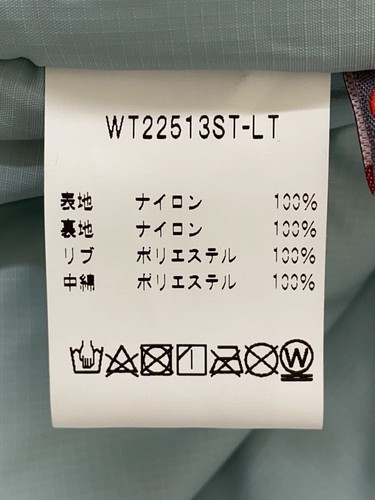 WT22513ST-LT
表地 ナイロン 100%
裏地 ナイロン 100%
リブ ポリエステル 100%
中綿 ポリエステル 100%
W